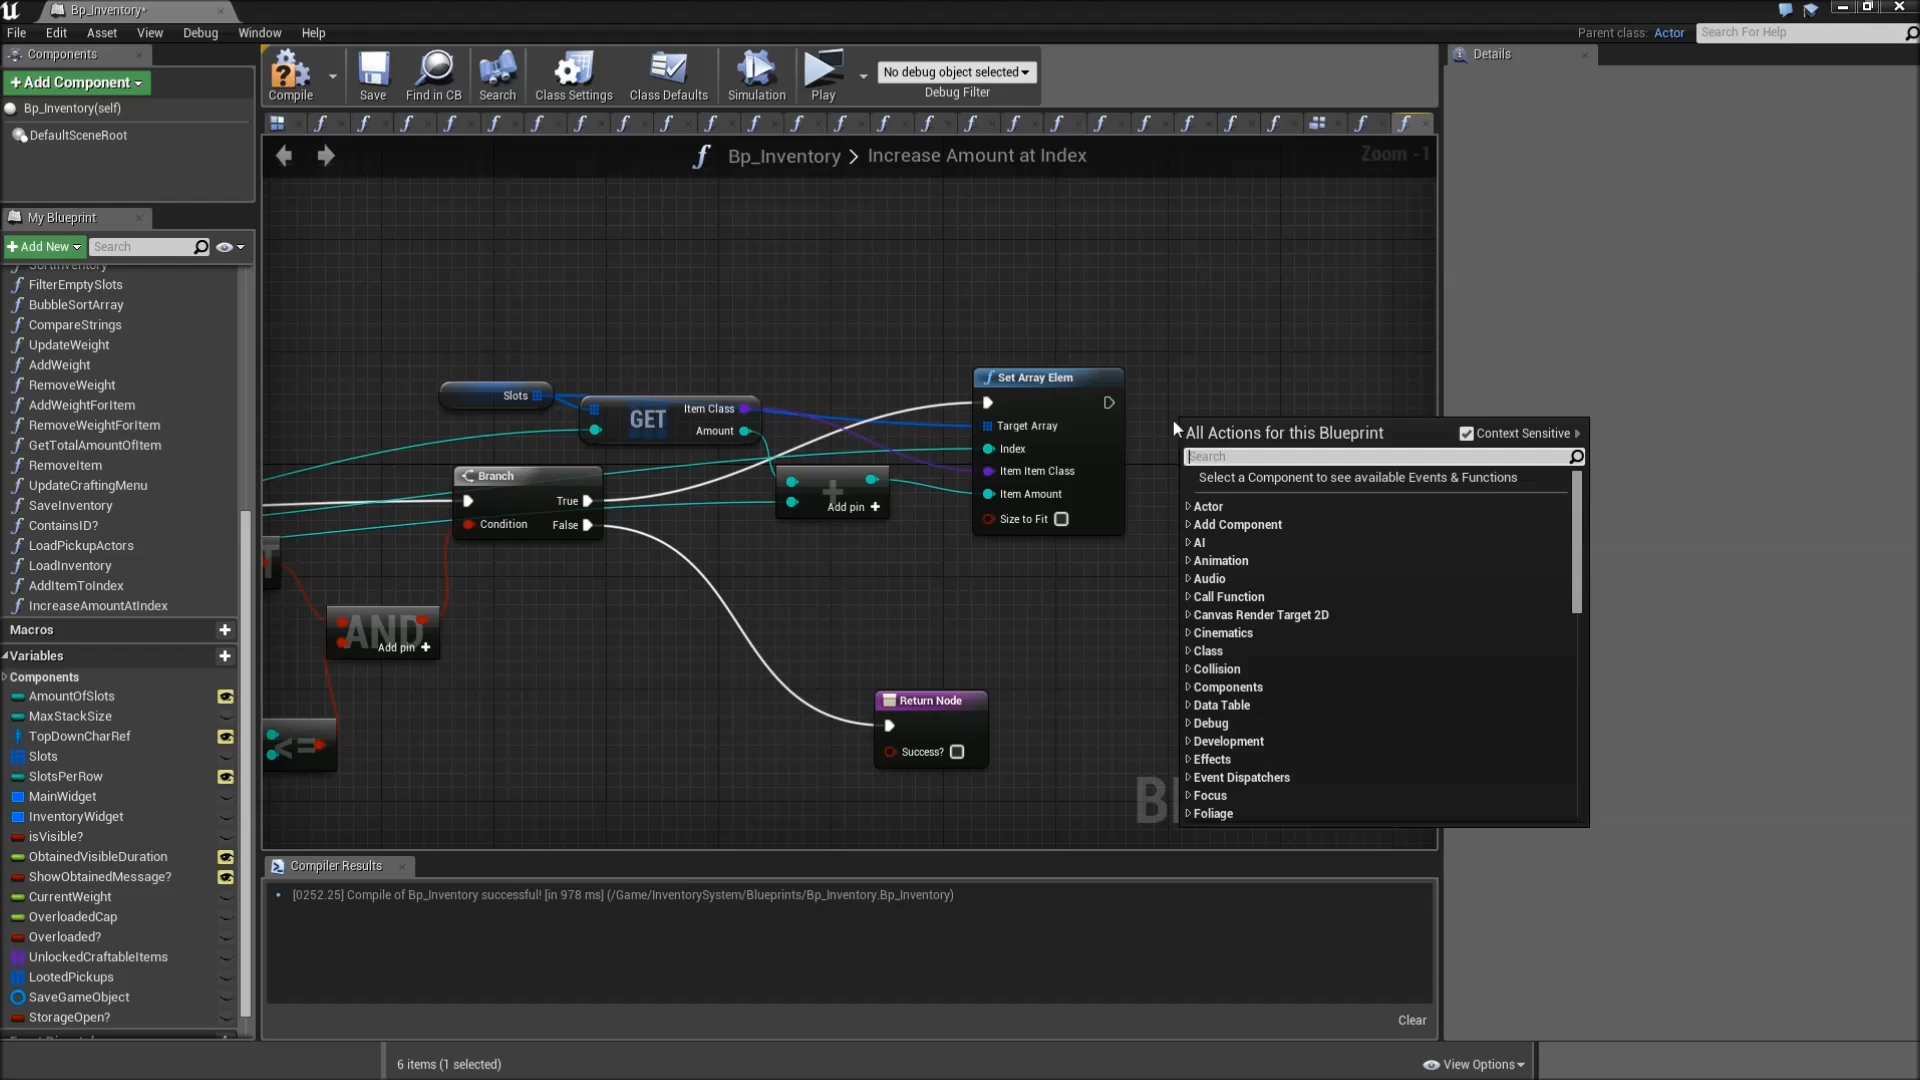 Bp_Inventory*
File Edit Asset View Debug Window Help
Parent class: Actor
Search For Help
Components
+Add Component
Bp_Inventory(self)
DefaultSceneRoot
Compile
Save
Find in CB
Search
Class Settings
Class Defaults
Simulation
Play
No debug object selected
Debug Filter
Details
Bp_Inventory > Increase Amount at Index
Zoom -1
My Blueprint
+Add New
Search
SortInventory
FilterEmptySlots
BubbleSortArray
CompareStrings
UpdateWeight
AddWeight
RemoveWeight
AddWeightForItem
RemoveWeightForItem
GetTotalAmountOfItem
RemoveItem
UpdateCraftingMenu
SaveInventory
ContainsID?
LoadPickupActors
LoadInventory
AddItemToIndex
IncreaseAmountAtIndex
Macros
Variables
Components
AmountOfSlots
MaxStackSize
TopDownCharRef
Slots
SlotsPerRow
MainWidget
InventoryWidget
isVisible?
ObtainedVisibleDuration
ShowObtainedMessage?
CurrentWeight
OverloadedCap
Overloaded?
UnlockedCraftableItems
LootedPickups
SaveGameObject
StorageOpen?
Slots
GET
Item Class
Amount
Branch
True
Condition
False
+
Add pin +
Set Array Elem
Target Array
Index
Item Item Class
Item Amount
Size to Fit
AND
Add pin +
<=
Return Node
Success?
All Actions for this Blueprint
Context Sensitive
Search
Select a Component to see available Events & Functions
Actor
Add Component
AI
Animation
Audio
Call Function
Canvas Render Target 2D
Cinematics
Class
Collision
Components
Data Table
Debug
Development
Effects
Event Dispatchers
Focus
Foliage
Compiler Results
[0252.25] Compile of Bp_Inventory successful! [in 978 ms] (/Game/InventorySystem/Blueprints/Bp_Inventory.Bp_Inventory)
Clear
6 items (1 selected)
View Options